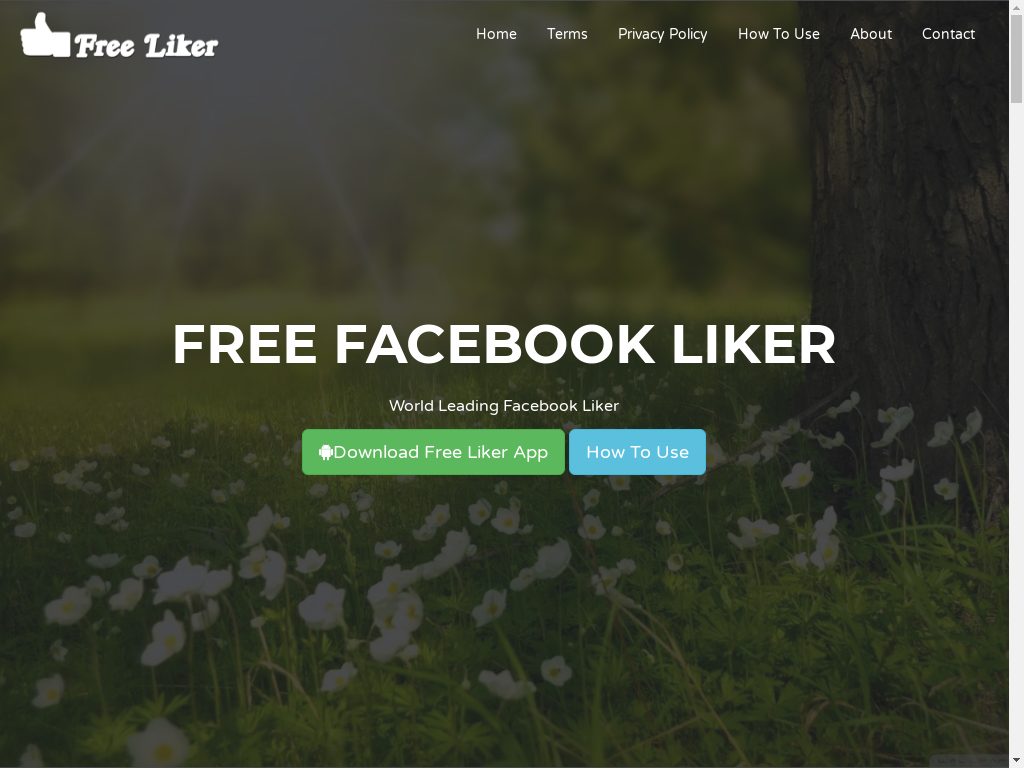 Free Liker
Home Terms Privacy Policy How To Use About Contact
FREE FACEBOOK LIKER
World Leading Facebook Liker
Download Free Liker App How To Use